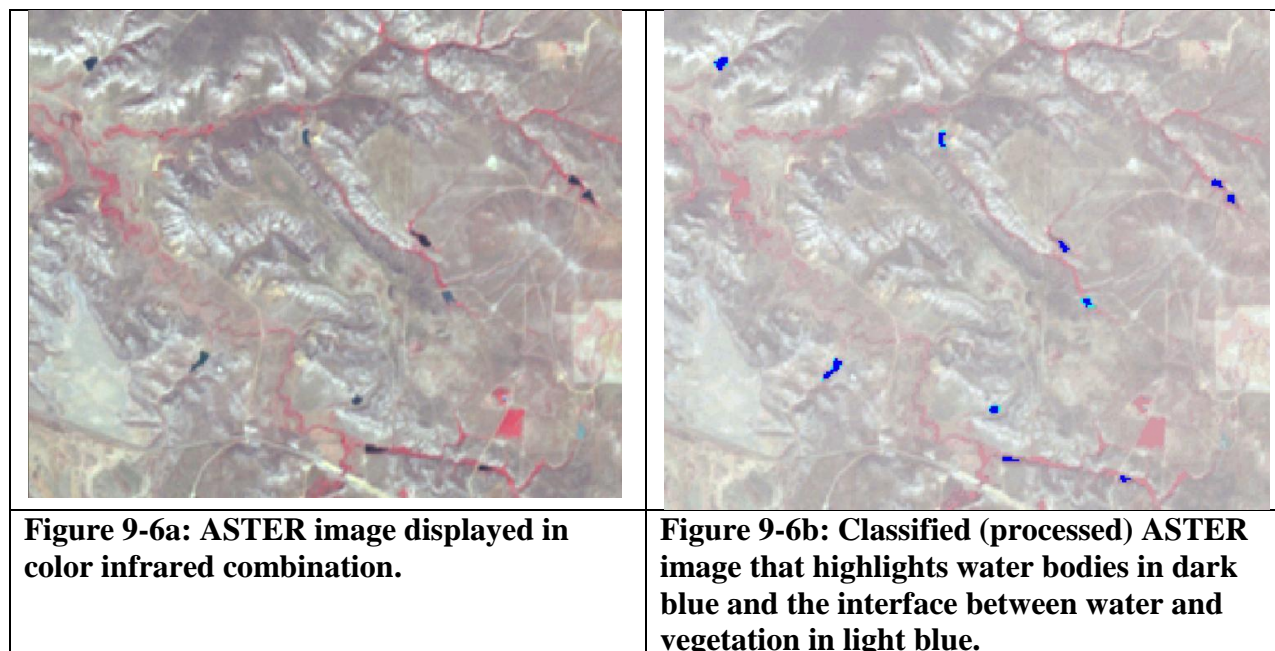 Figure 9-6a: ASTER image displayed in
color infrared combination.
Figure 9-6b: Classified (processed) ASTER
image that highlights water bodies in dark
blue and the interface between water and
vegetation in light blue.